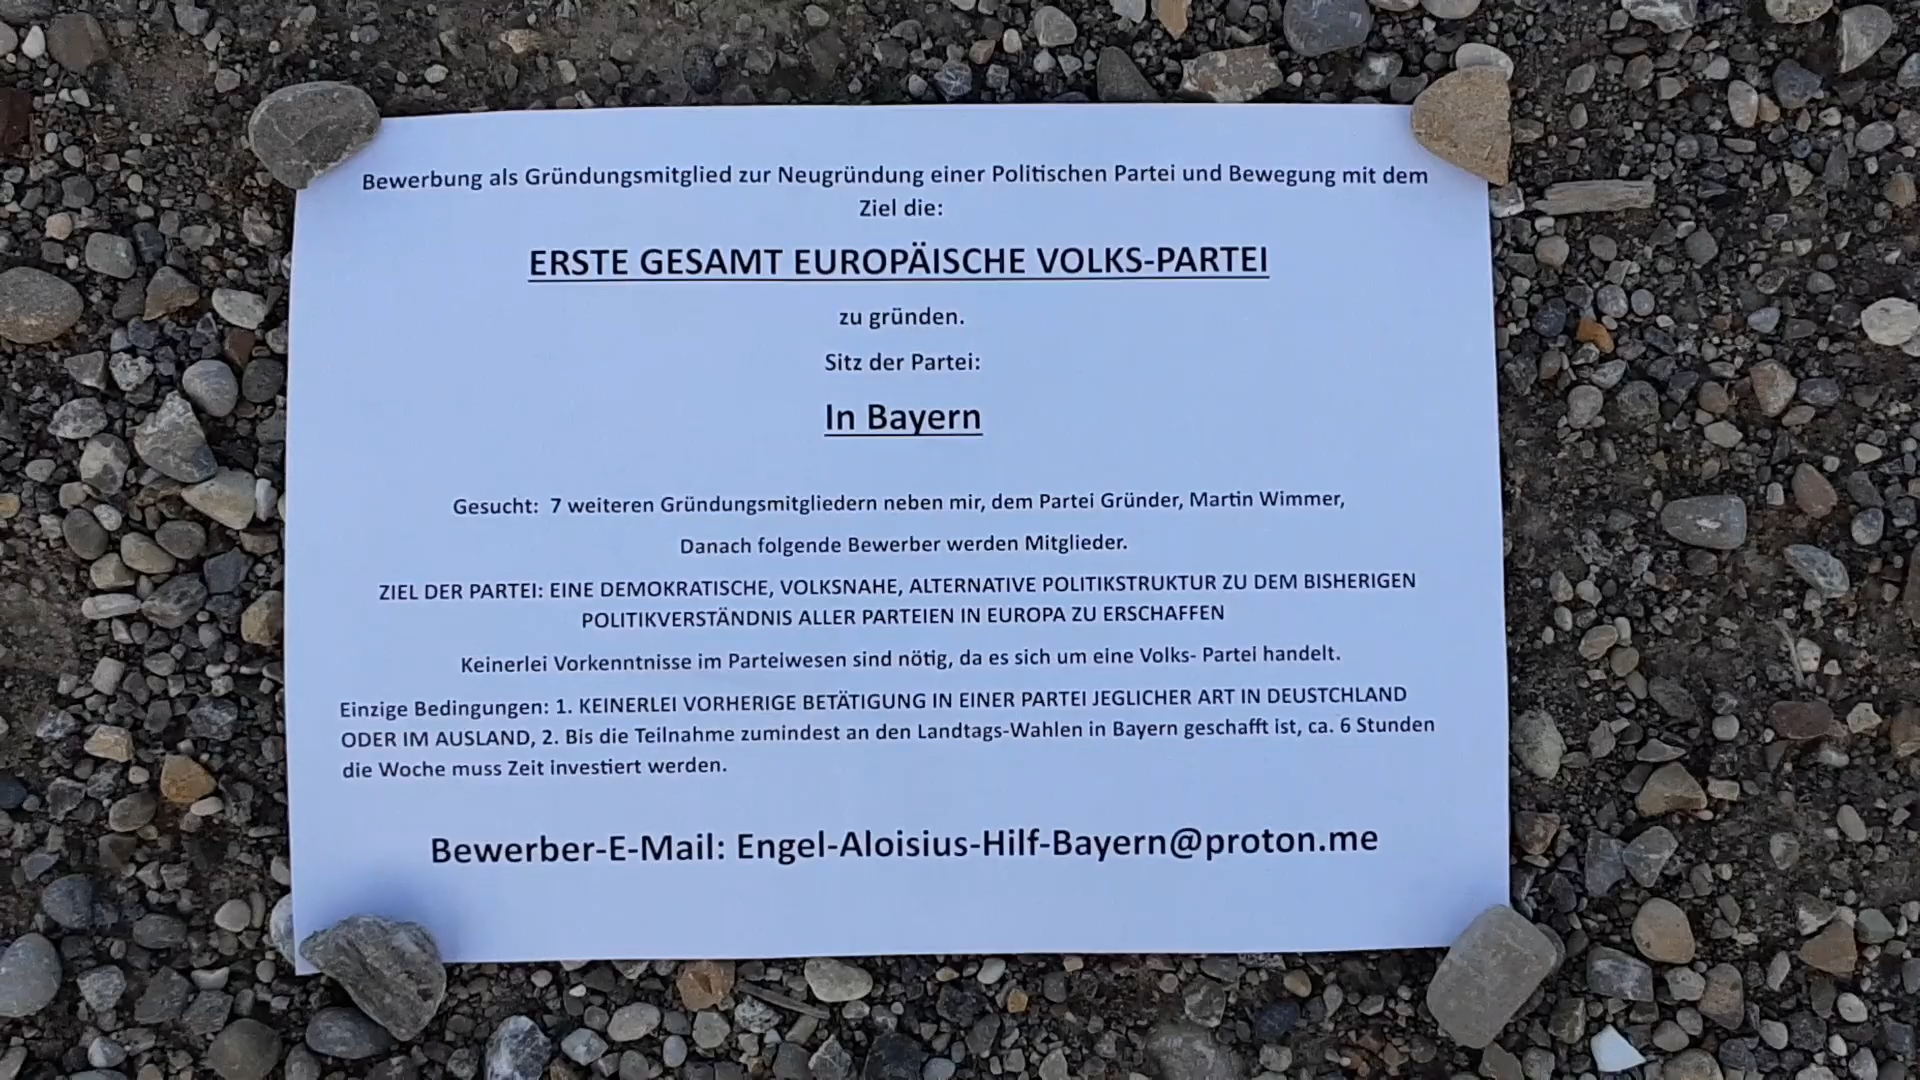 Bewerbung als Gründungsmitglied zur Neugründung einer Politischen Partei und Bewegung mit dem
Ziel die:
ERSTE GESAMT EUROPÄISCHE VOLKS-PARTEI
zu gründen.
Sitz der Partei:
In Bayern
Gesucht: 7 weiteren Gründungsmitgliedern neben mir, dem Partei Gründer, Martin Wimmer,
Danach folgende Bewerber werden Mitglieder.
ZIEL DER PARTEI: EINE DEMOKRATISCHE, VOLKSNAHE, ALTERNATIVE POLITIKSTRUKTUR ZU DEM BISHERIGEN
POLITIKVERSTÄNDNIS ALLER PARTEIEN IN EUROPA ZU ERSCHAFFEN
Keinerlei Vorkenntnisse im Parteiwesen sind nötig, da es sich um eine Volks- Partei handelt.
Einzige Bedingungen: 1. KEINERLEI VORHERIGE BETÄTIGUNG IN EINER PARTEI JEGLICHER ART IN DEUSTCHLAND
ODER IM AUSLAND, 2. Bis die Teilnahme zumindest an den Landtags-Wahlen in Bayern geschafft ist, ca. 6 Stunden
die Woche muss Zeit investiert werden.
Bewerber-E-Mail: Engel-Aloisius-Hilf-Bayern@proton.me